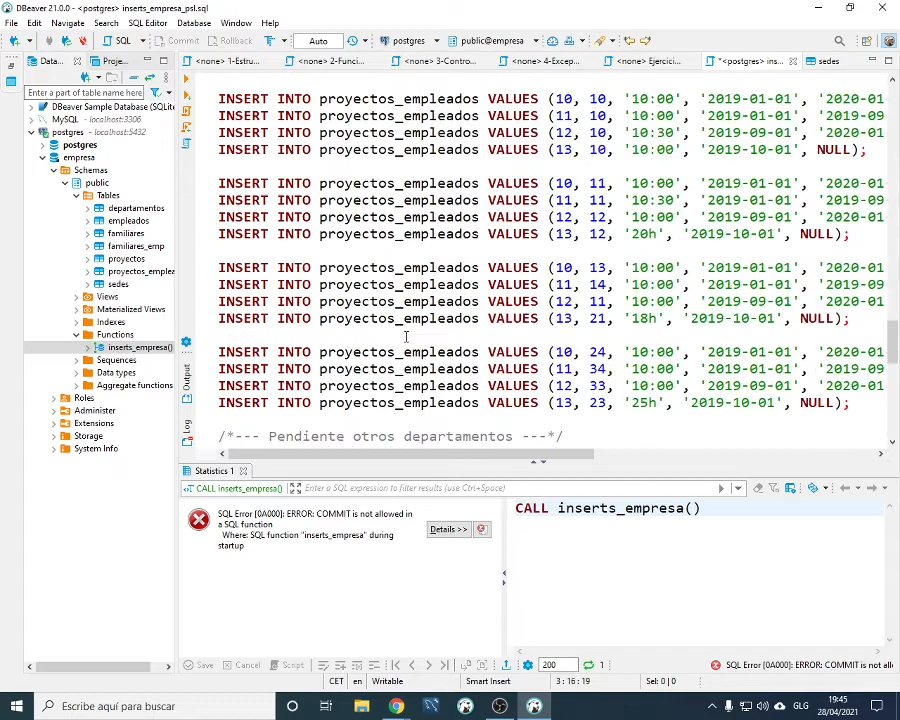 DBeaver 21.0.0 - <postgres> inserts_empresa_psl.sql
File Edit Navigate Search SQL Editor Database Window Help
SQL Commit Rollback Auto postgres public@empresa
Data... Proje...
<none> 1-Estru... <none> 2-Funci... <none> 3-Contro... <none> 4-Excep... <none> Ejercici... *<postgres> ins... sedes
Enter a part of table name here
DBeaver Sample Database (SQLite
MySQL - localhost:3306
postgres - localhost:5432
postgres
empresa
Schemas
public
Tables
departamentos
empleados
familiares
familiares_emp
proyectos
proyectos_emplea
sedes
Views
Materialized Views
Indexes
Functions
inserts_empresa()
Sequences
Data types
Aggregate functions
Roles
Administer
Extensions
Storage
System Info
INSERT INTO proyectos_empleados VALUES (10, 10, '10:00', '2019-01-01', '2020-01
INSERT INTO proyectos_empleados VALUES (11, 10, '10:00', '2019-01-01', '2019-09
INSERT INTO proyectos_empleados VALUES (12, 10, '10:30', '2019-09-01', '2020-01
INSERT INTO proyectos_empleados VALUES (13, 10, '10:00', '2019-10-01', NULL);
INSERT INTO proyectos_empleados VALUES (10, 11, '10:00', '2019-01-01', '2020-01
INSERT INTO proyectos_empleados VALUES (11, 11, '10:30', '2019-01-01', '2019-09
INSERT INTO proyectos_empleados VALUES (12, 12, '10:00', '2019-09-01', '2020-01
INSERT INTO proyectos_empleados VALUES (13, 12, '20h', '2019-10-01', NULL);
INSERT INTO proyectos_empleados VALUES (10, 13, '10:00', '2019-01-01', '2020-01
INSERT INTO proyectos_empleados VALUES (11, 14, '10:00', '2019-01-01', '2019-09
INSERT INTO proyectos_empleados VALUES (12, 11, '10:00', '2019-09-01', '2020-01
INSERT INTO proyectos_empleados VALUES (13, 21, '18h', '2019-10-01', NULL);
INSERT INTO proyectos_empleados VALUES (10, 24, '10:00', '2019-01-01', '2020-01
INSERT INTO proyectos_empleados VALUES (11, 34, '10:00', '2019-01-01', '2019-09
INSERT INTO proyectos_empleados VALUES (12, 33, '10:00', '2019-09-01', '2020-01
INSERT INTO proyectos_empleados VALUES (13, 23, '25h', '2019-10-01', NULL);
/*--- Pendiente otros departamentos ---*/
Output
Log
Statistics 1
CALL inserts_empresa() Enter a SQL expression to filter results (use Ctrl+Space)
SQL Error [0A000]: ERROR: COMMIT is not allowed
in a SQL function
Where: SQL function "inserts_empresa" during
startup
Details >>
CALL inserts_empresa()
Save Cancel Script 200 1 SQL Error [0A000]: ERROR: COMMIT is not all
CET en Writable Smart Insert 3 : 16 : 19 Sel: 0 | 0
Escribe aquí para buscar
GLG
19:45
28/04/2021